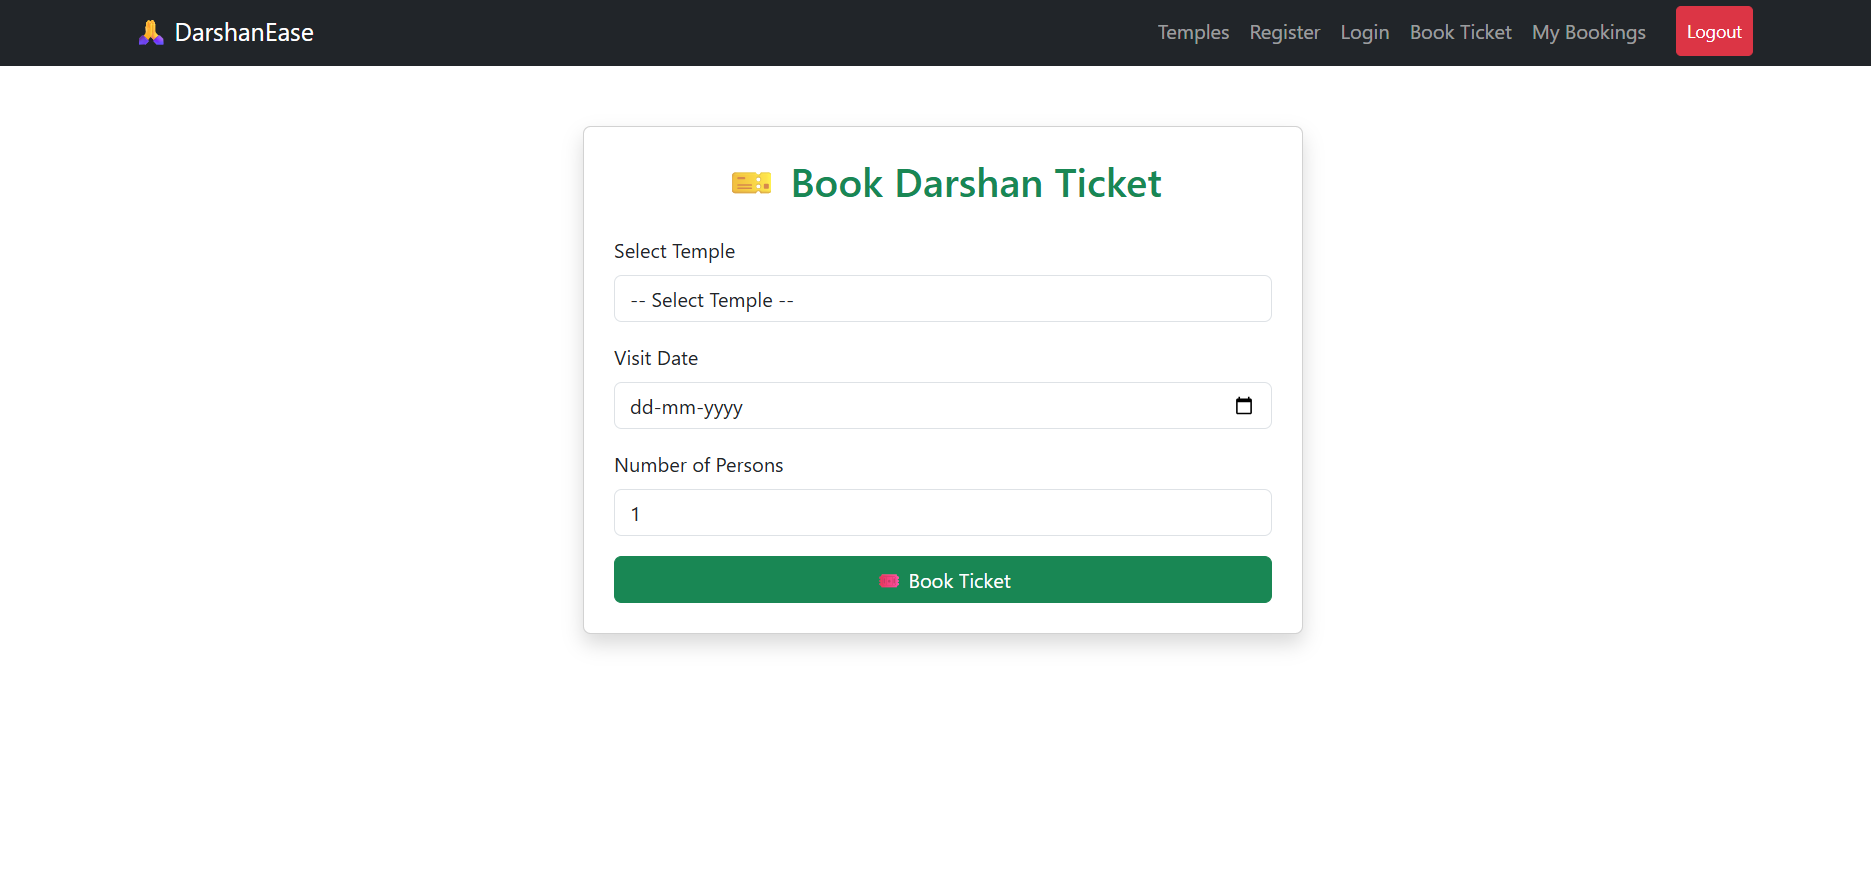 DarshanEase
Temples Register Login Book Ticket My Bookings Logout
Book Darshan Ticket
Select Temple
-- Select Temple --
Visit Date
dd-mm-yyyy
Number of Persons
1
Book Ticket